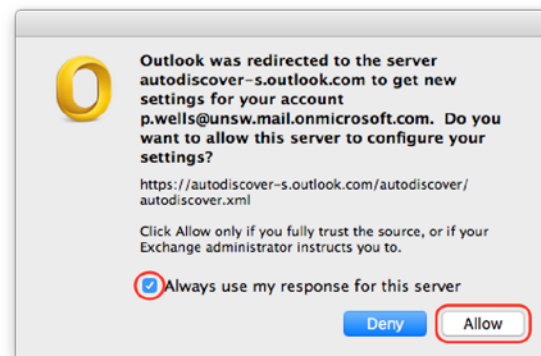 Outlook was redirected to the server
autodiscover-s.outlook.com to get new
settings for your account
p.wells@unsw.mail.onmicrosoft.com. Do you
want to allow this server to configure your
settings?
https://autodiscover-s.outlook.com/autodiscover/
autodiscover.xml
Click Allow only if you fully trust the source, or if your
Exchange administrator instructs you to.
Always use my response for this server
Deny Allow